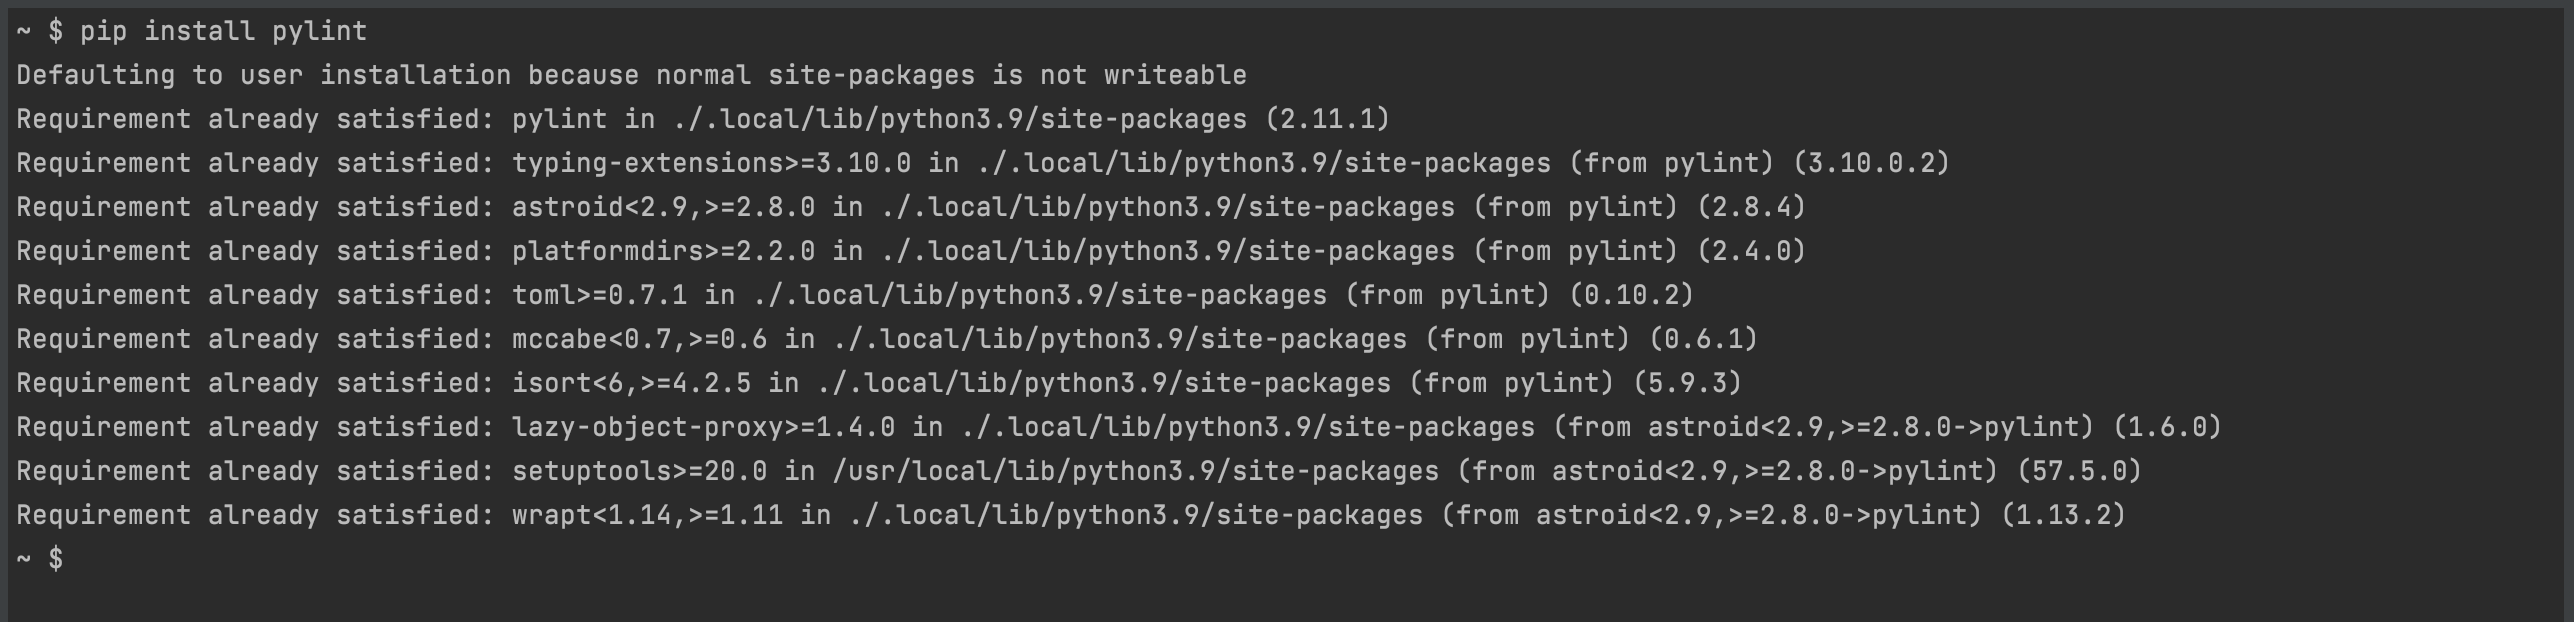 ~ $ pip install pylint
Defaulting to user installation because normal site-packages is not writeable
Requirement already satisfied: pylint in ./.local/lib/python3.9/site-packages (2.11.1)
Requirement already satisfied: typing-extensions>=3.10.0 in ./.local/lib/python3.9/site-packages (from pylint) (3.10.0.2)
Requirement already satisfied: astroid<2.9,>=2.8.0 in ./.local/lib/python3.9/site-packages (from pylint) (2.8.4)
Requirement already satisfied: platformdirs>=2.2.0 in ./.local/lib/python3.9/site-packages (from pylint) (2.4.0)
Requirement already satisfied: toml>=0.7.1 in ./.local/lib/python3.9/site-packages (from pylint) (0.10.2)
Requirement already satisfied: mccabe<0.7,>=0.6 in ./.local/lib/python3.9/site-packages (from pylint) (0.6.1)
Requirement already satisfied: isort<6,>=4.2.5 in ./.local/lib/python3.9/site-packages (from pylint) (5.9.3)
Requirement already satisfied: lazy-object-proxy>=1.4.0 in ./.local/lib/python3.9/site-packages (from astroid<2.9,>=2.8.0->pylint) (1.6.0)
Requirement already satisfied: setuptools>=20.0 in /usr/local/lib/python3.9/site-packages (from astroid<2.9,>=2.8.0->pylint) (57.5.0)
Requirement already satisfied: wrapt<1.14,>=1.11 in ./.local/lib/python3.9/site-packages (from astroid<2.9,>=2.8.0->pylint) (1.13.2)
~ $